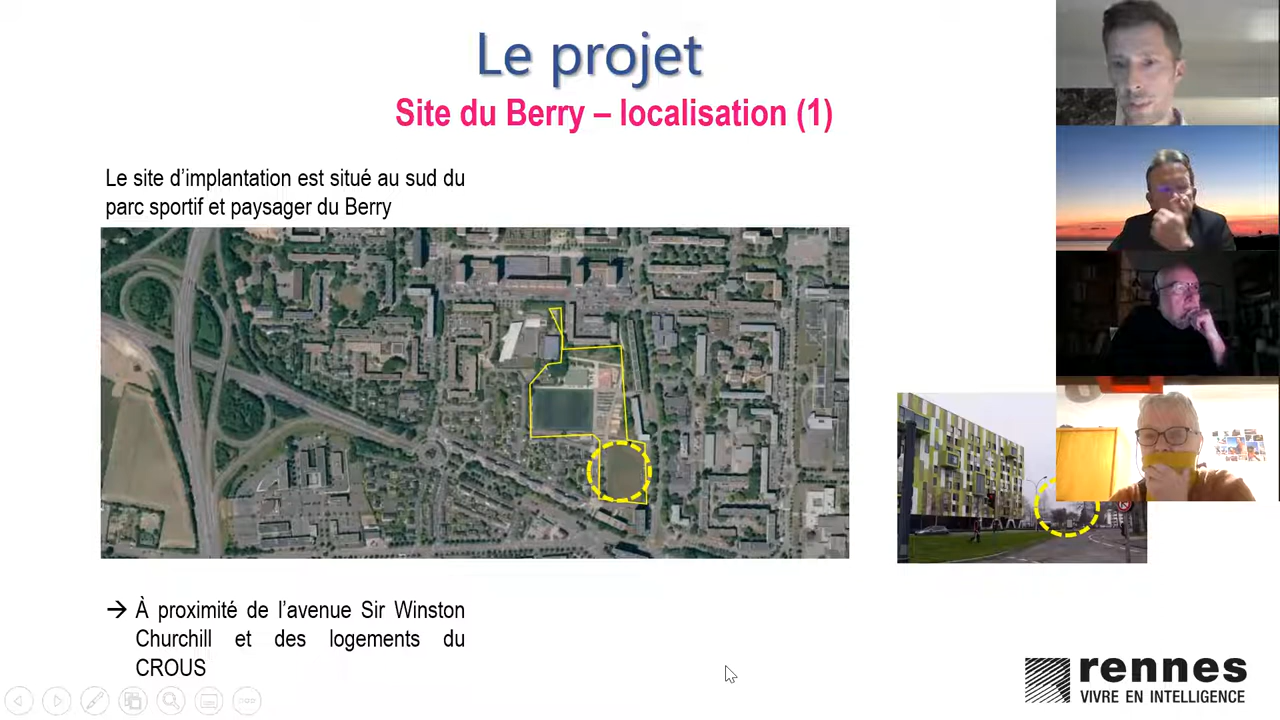 Le projet
Site du Berry – localisation (1)
Le site d’implantation est situé au sud du
parc sportif et paysager du Berry
→ À proximité de l’avenue Sir Winston
Churchill et des logements du
CROUS
rennes
VIVRE EN INTELLIGENCE